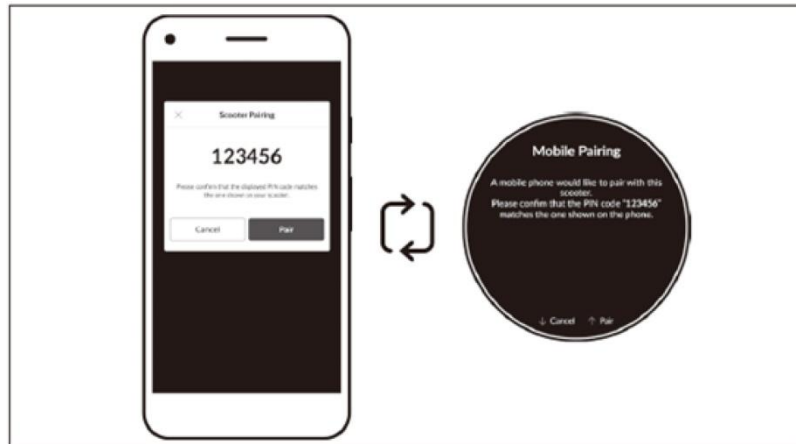 Scooter Pairing
123456
Please confirm that the displayed PIN code matches
the one shown on your scooter.
Cancel
Pair
Mobile Pairing
A mobile phone would like to pair with this
scooter.
Please confim that the PIN code "123456"
matches the one shown on the phone.
↓ Cancel ↑ Pair